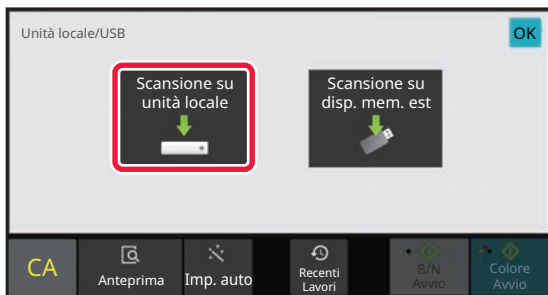 Unità locale/USB
OK
Scansione su
unità locale
Scansione su
disp. mem. est
CA
Anteprima
Imp. auto
Recenti
Lavori
B/N
Avvio
Colore
Avvio